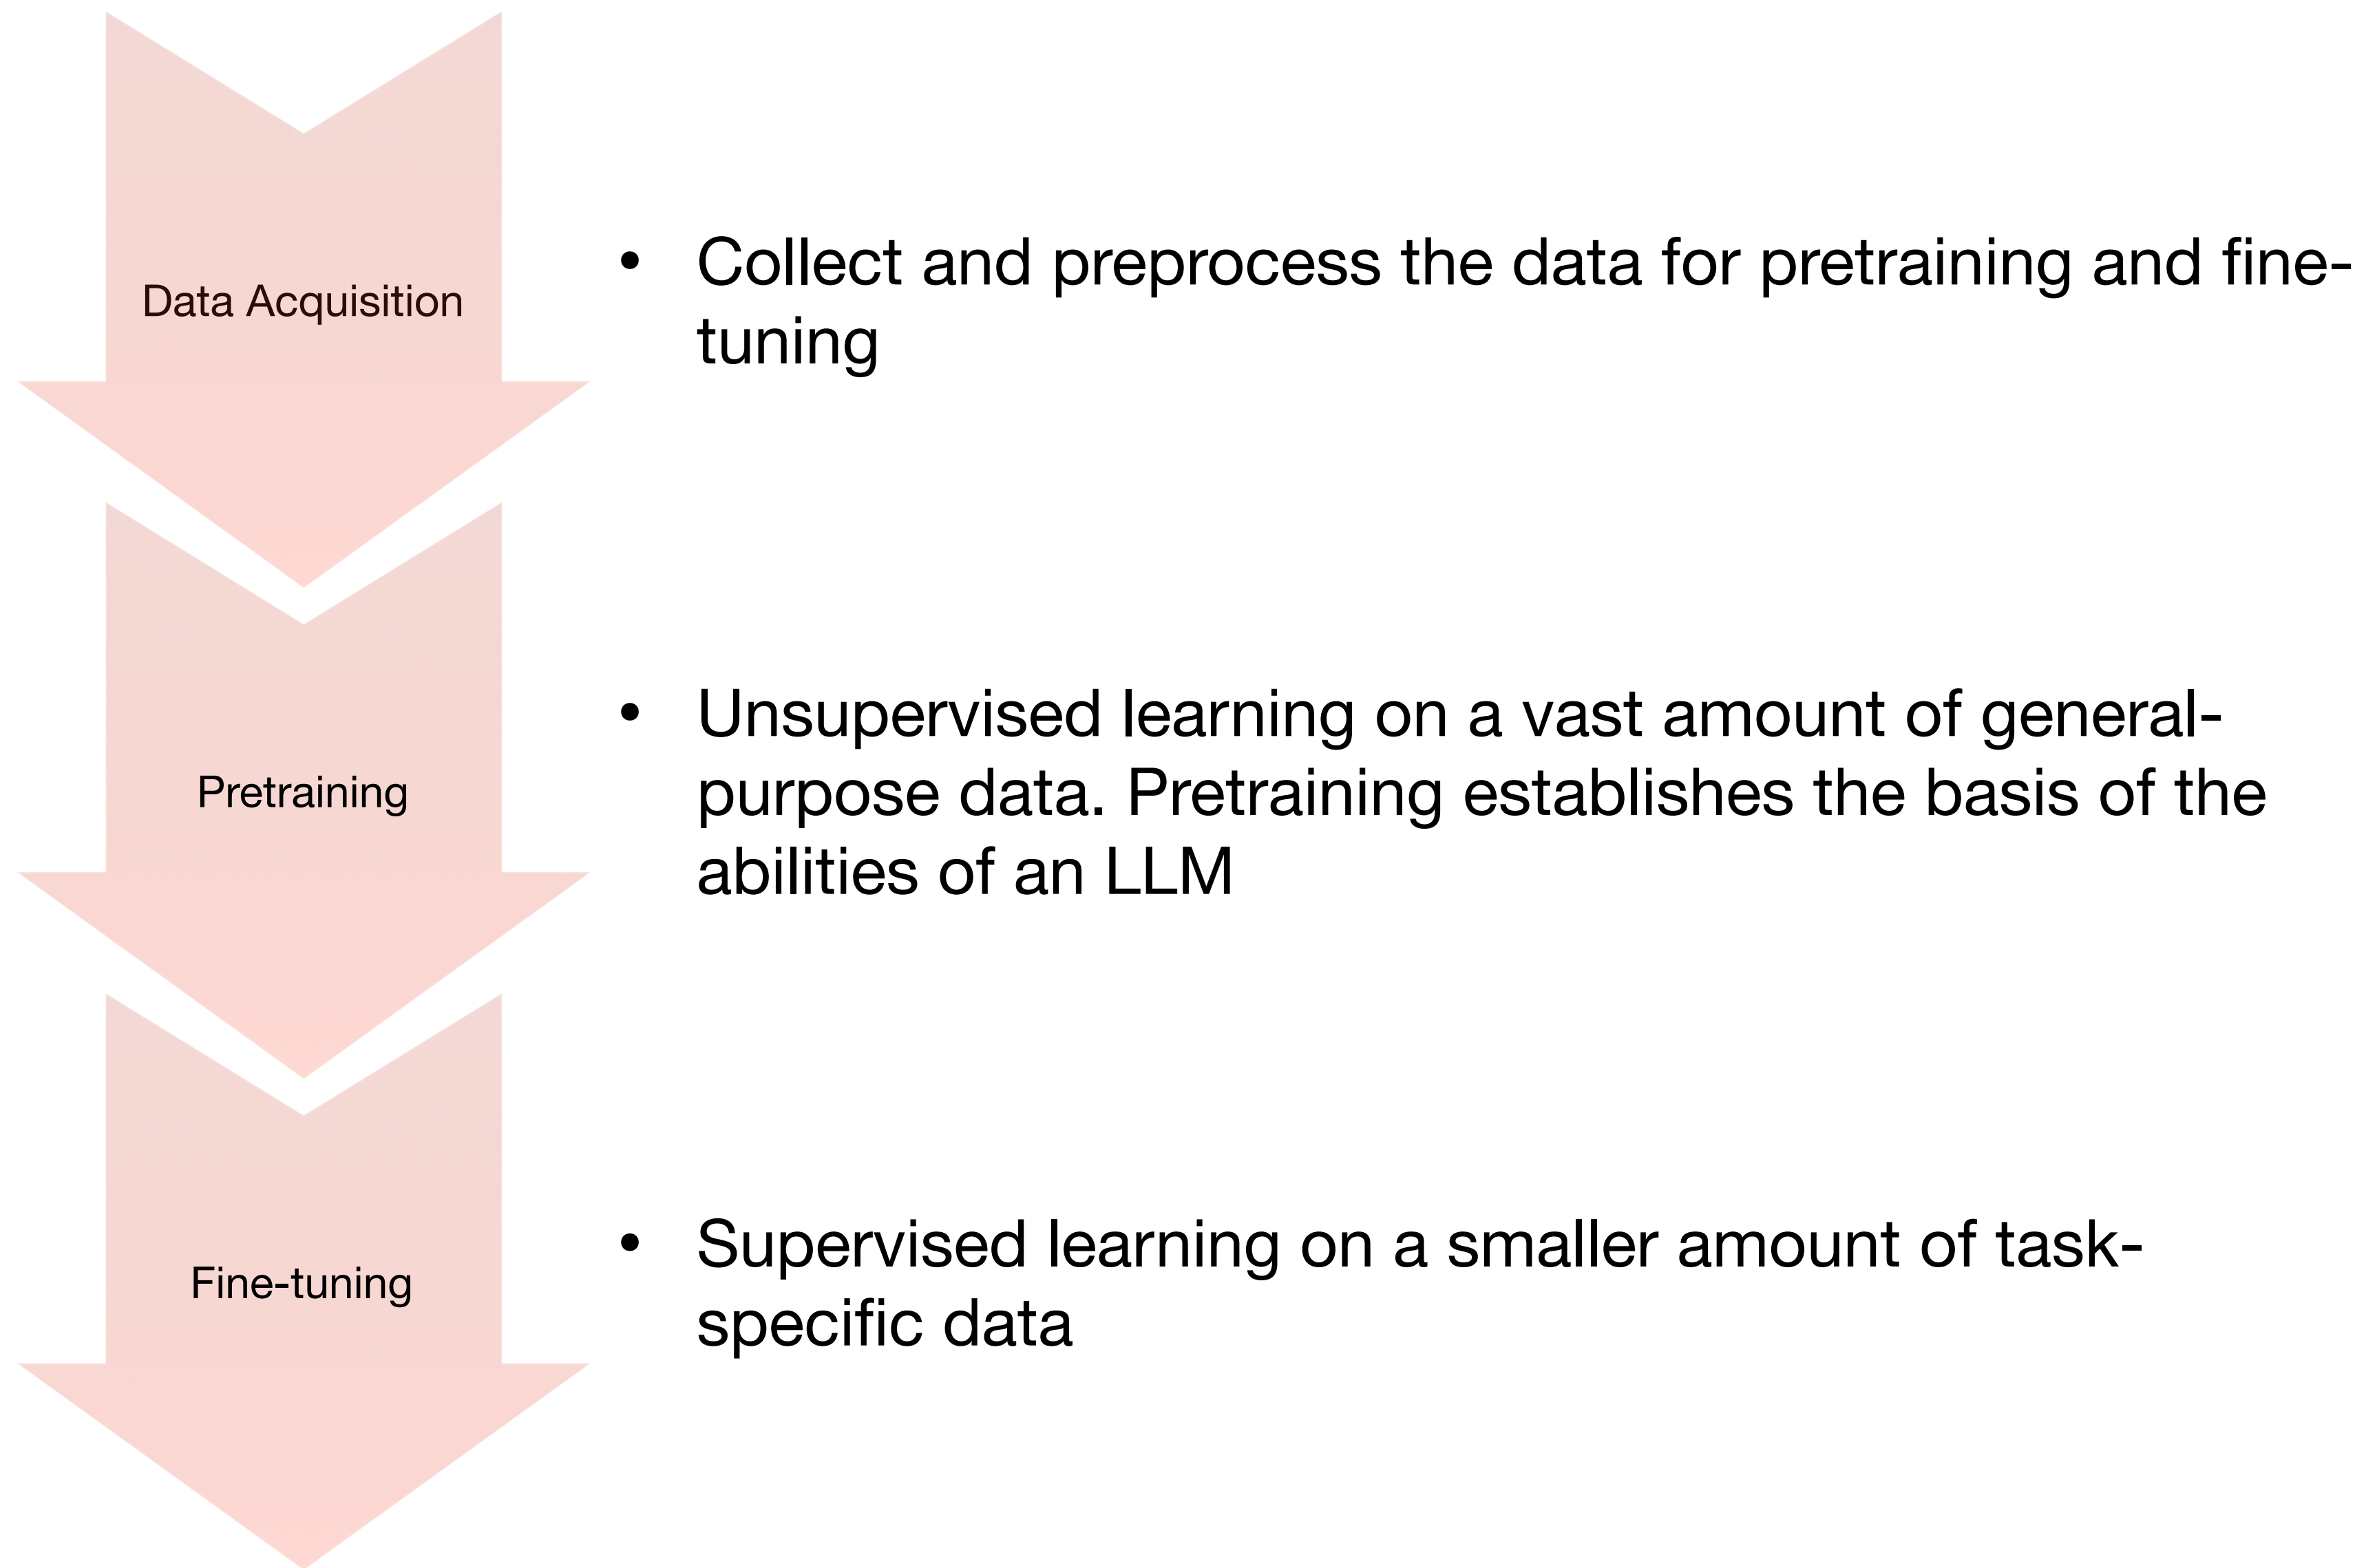 Data Acquisition
• Collect and preprocess the data for pretraining and fine-
tuning
Pretraining
• Unsupervised learning on a vast amount of general-
purpose data. Pretraining establishes the basis of the
abilities of an LLM
Fine-tuning
• Supervised learning on a smaller amount of task-
specific data